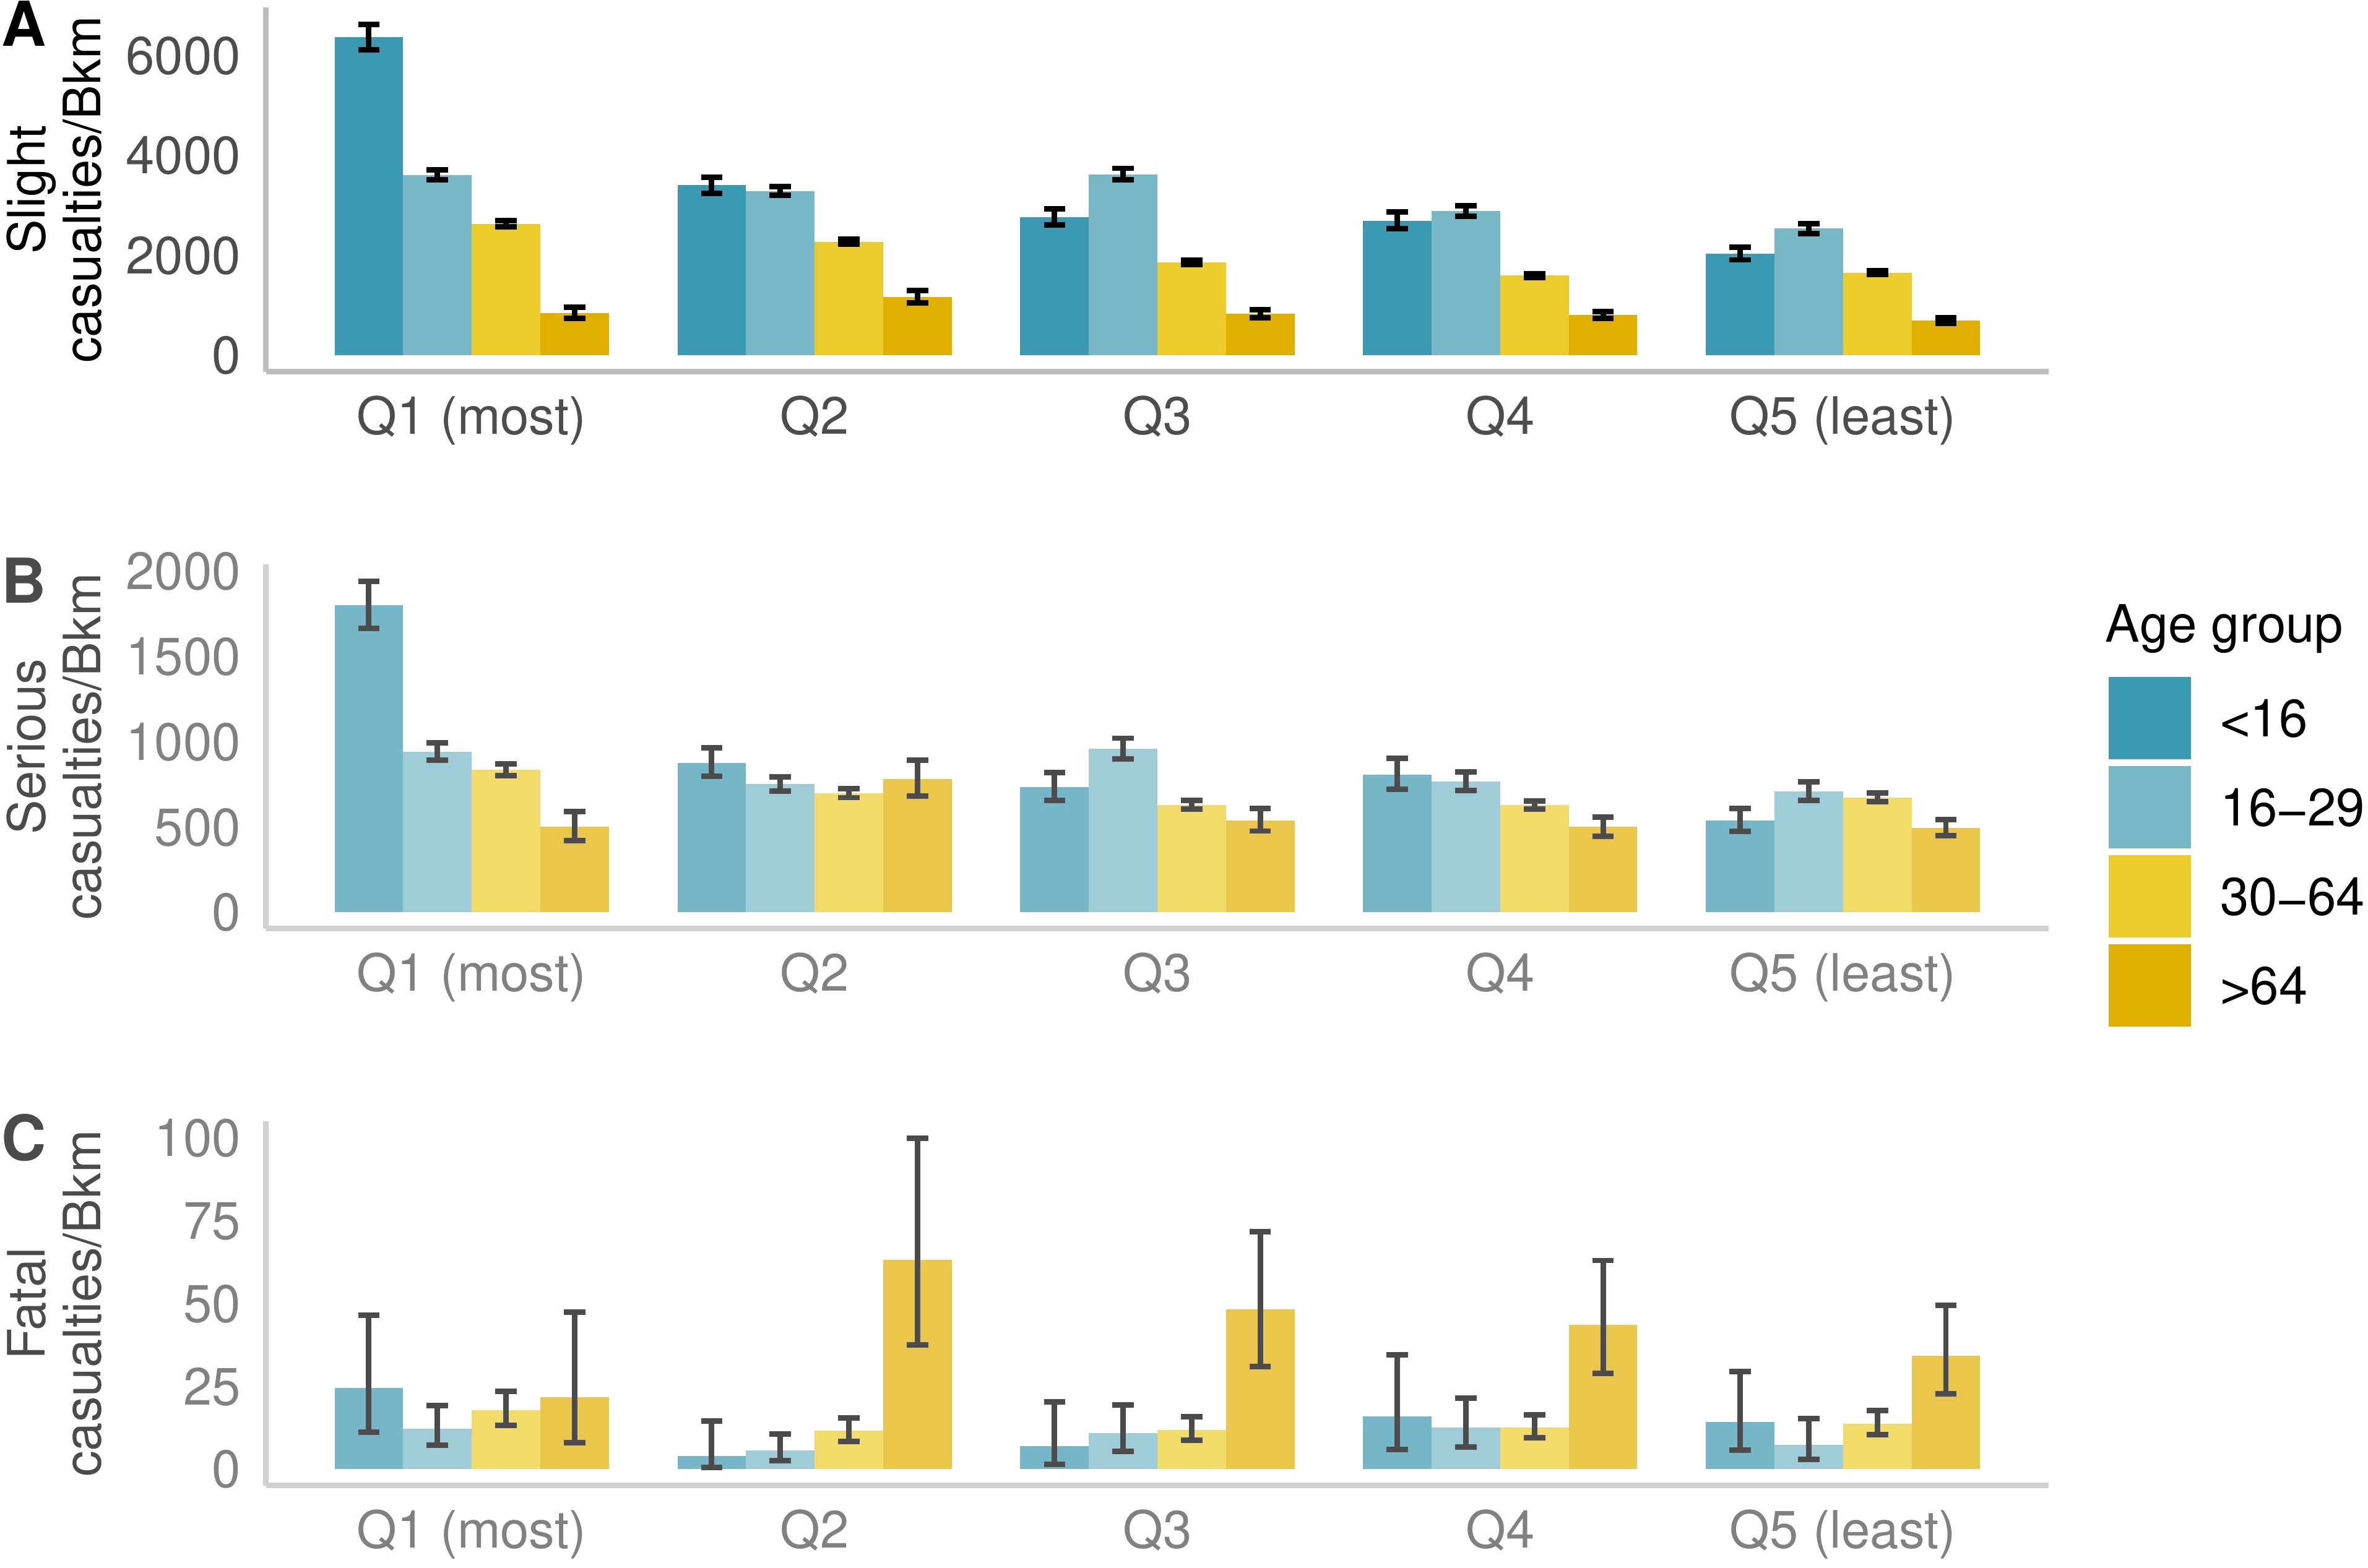 A
Slight
casualties/Bkm
6000
4000
2000
0
Q1 (most) Q2 Q3 Q4 Q5 (least)
B
Serious
casualties/Bkm
2000
1500
1000
500
0
Q1 (most) Q2 Q3 Q4 Q5 (least)
Age group
<16
16–29
30–64
>64
C
Fatal
casualties/Bkm
100
75
50
25
0
Q1 (most) Q2 Q3 Q4 Q5 (least)